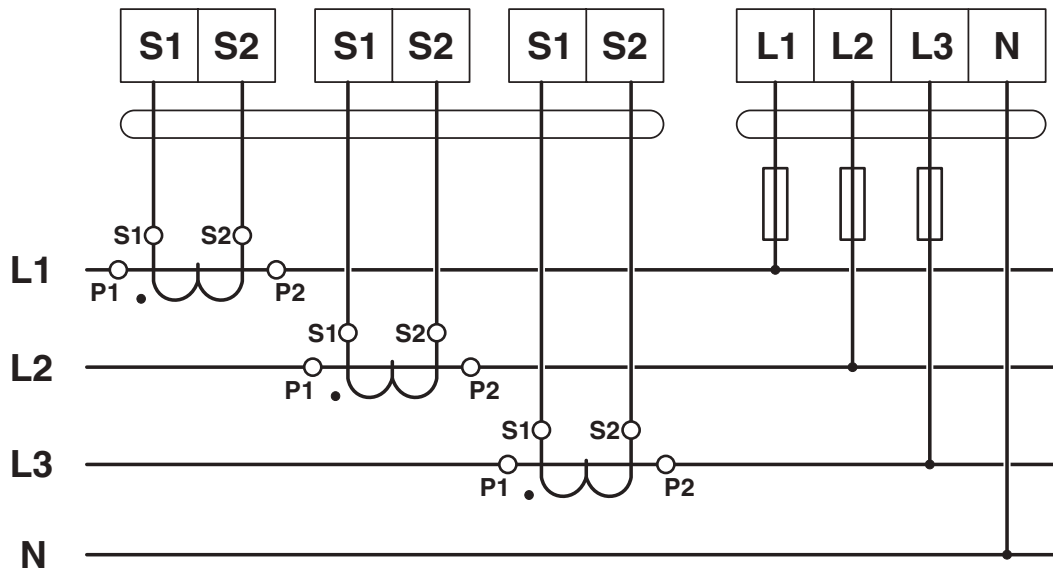 S1 S2 S1 S2 S1 S2 L1 L2 L3 N
S1 S2
L1
P1 P2
S1 S2
L2
P1 P2
S1 S2
L3
P1 P2
N